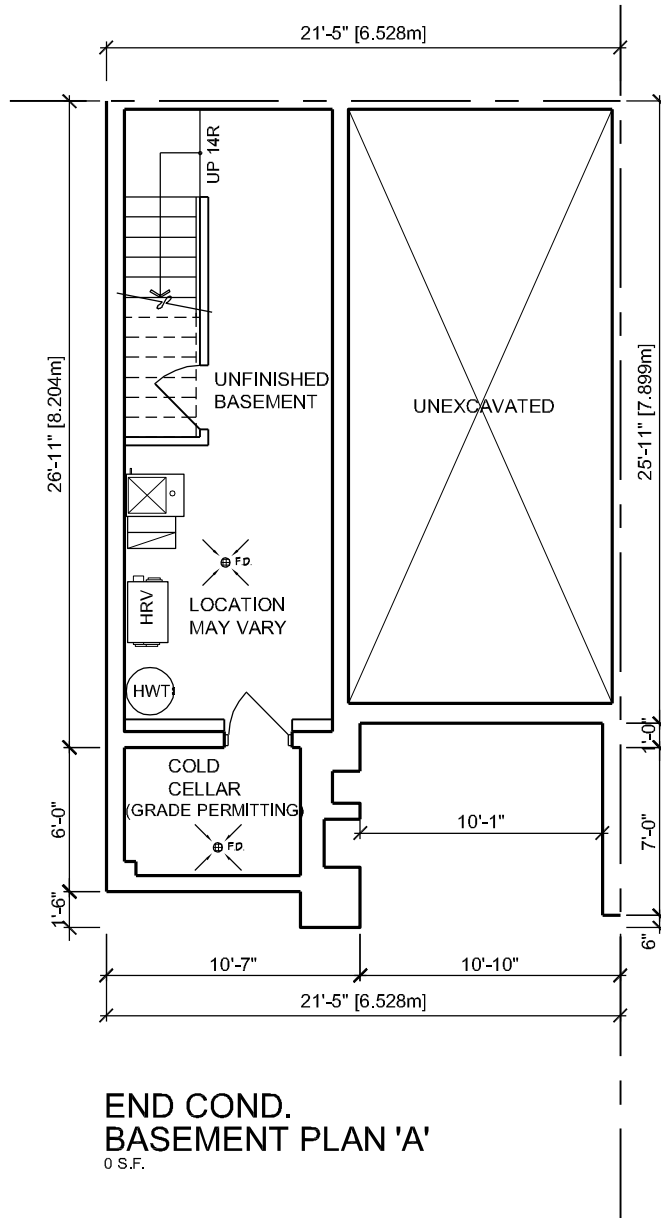 21'-5" [6.528m]
UP 14R
26'-11" [8.204m]
25'-11" [7.899m]
UNFINISHED
BASEMENT
UNEXCAVATED
F.D.
LOCATION
MAY VARY
HRV
HWT
COLD
CELLAR
(GRADE PERMITTING)
F.D.
6'-0"
1'-6"
1'-0"
10'-1"
7'-0"
6"
10'-7"
10'-10"
21'-5" [6.528m]
END COND.
BASEMENT PLAN 'A'
0 S.F.